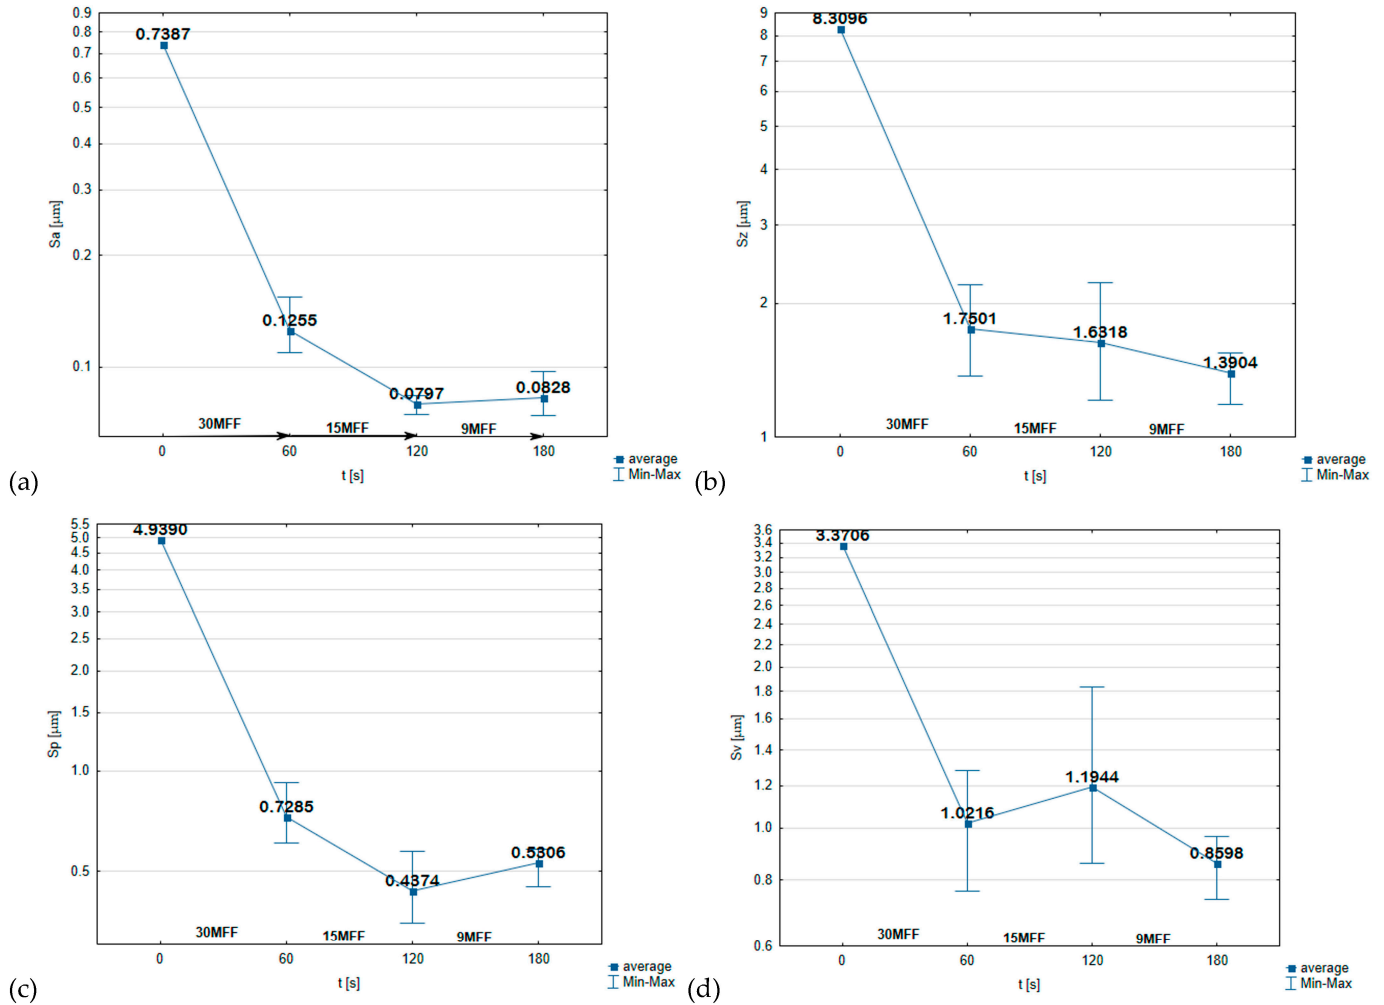 0.9
0.8
0.7
0.6
0.5
0.4
0.3
0.2
0.1
Sa [µm]
0.7387
0.1255
0.0797
0.0828
30MFF
15MFF
9MFF
0 60 120 180
t [s]
average
Min-Max
(a)
9
8
7
6
5
4
3
2
1
Sz [µm]
8.3096
1.7501
1.6318
1.3904
30MFF
15MFF
9MFF
0 60 120 180
t [s]
average
Min-Max
(b)
5.5
5.0
4.5
4.0
3.5
3.0
2.5
2.0
1.5
1.0
0.5
Sp [µm]
4.9390
0.7285
0.4374
0.5306
30MFF
15MFF
9MFF
0 60 120 180
t [s]
average
Min-Max
(c)
3.6
3.4
3.2
3.0
2.8
2.6
2.4
2.2
2.0
1.8
1.6
1.4
1.2
1.0
0.8
0.6
Sv [µm]
3.3706
1.0216
1.1944
0.8598
30MFF
15MFF
9MFF
0 60 120 180
t [s]
average
Min-Max
(d)